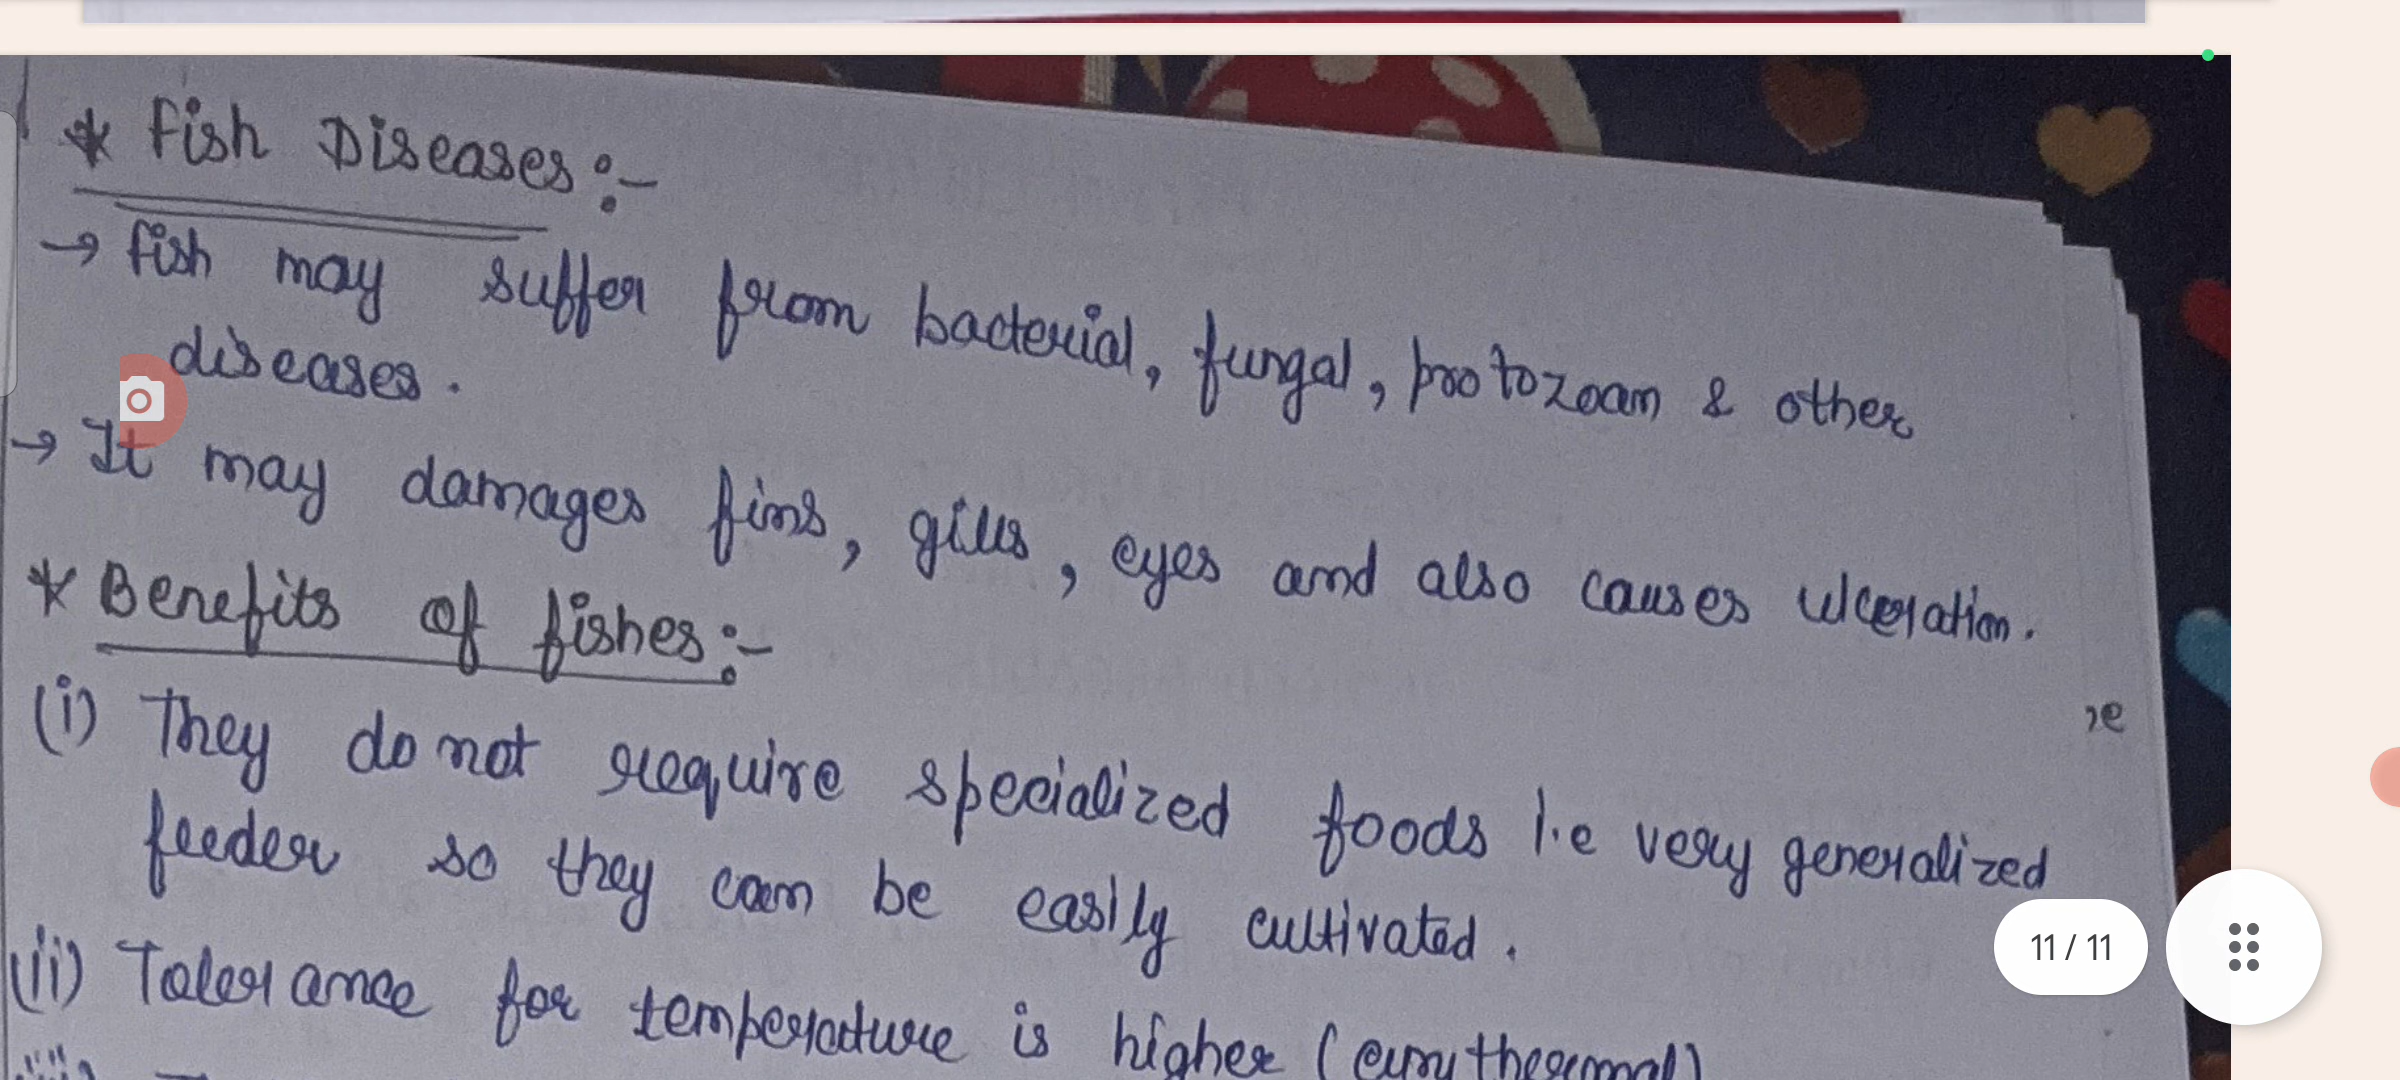 * Fish Diseases :-
→ fish may suffer from bacterial, fungal, protozoan & other
diseases.
→ It may damages fins, gills, eyes and also causes ulceration.
* Benefits of fishes :-
(i) They do not require specialized foods i.e very generalized
feeder so they can be easily cultivated.
(ii) Tolerance for temperature is higher (eurythermal)
11 / 11